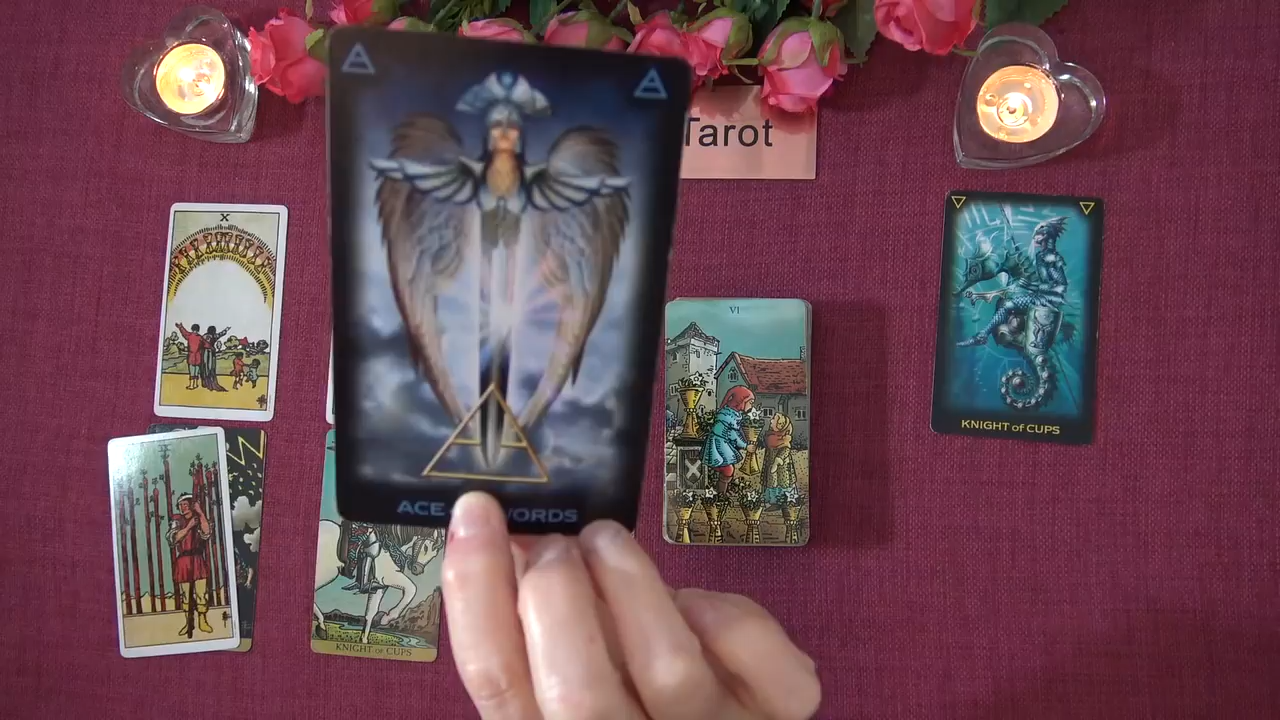 Tarot
X
VI
KNIGHT of CUPS
ACE WORDS
KNIGHT OF CUPS